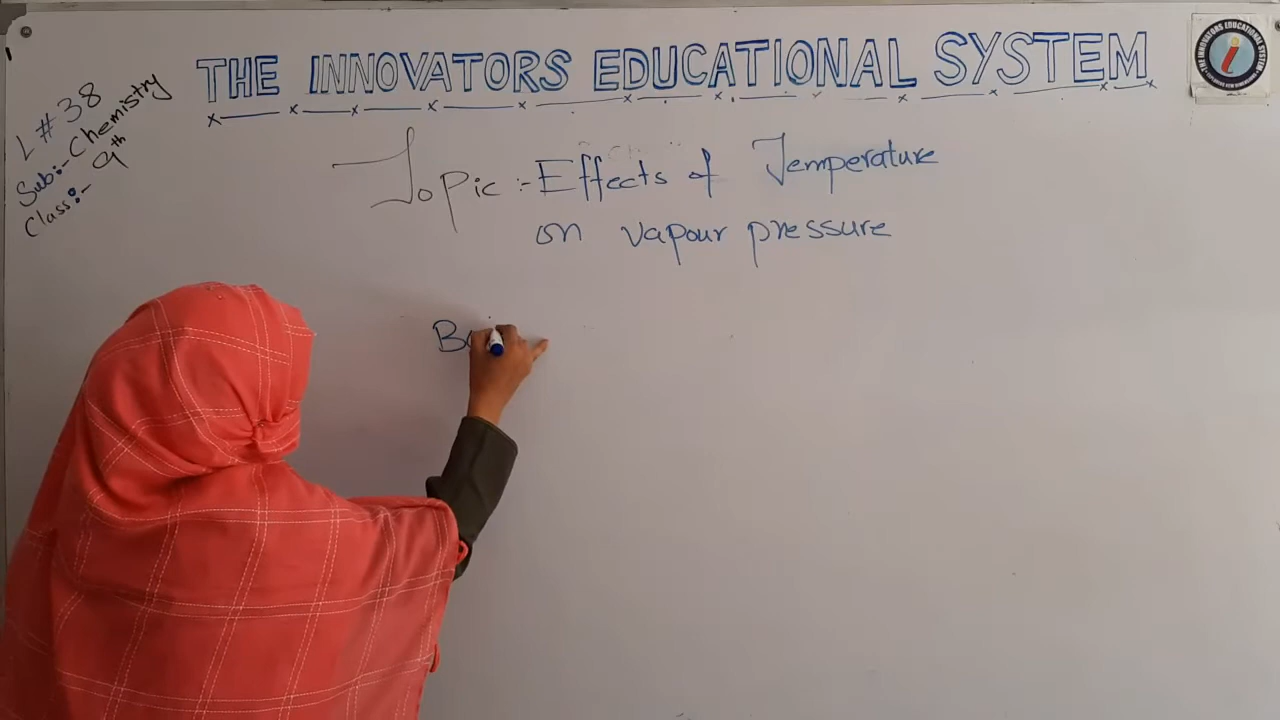 THE INNOVATORS EDUCATIONAL SYSTEM
L # 38
Sub:- Chemistry
Class:- 9th
Topic :- Effects of Temperature
on vapour pressure